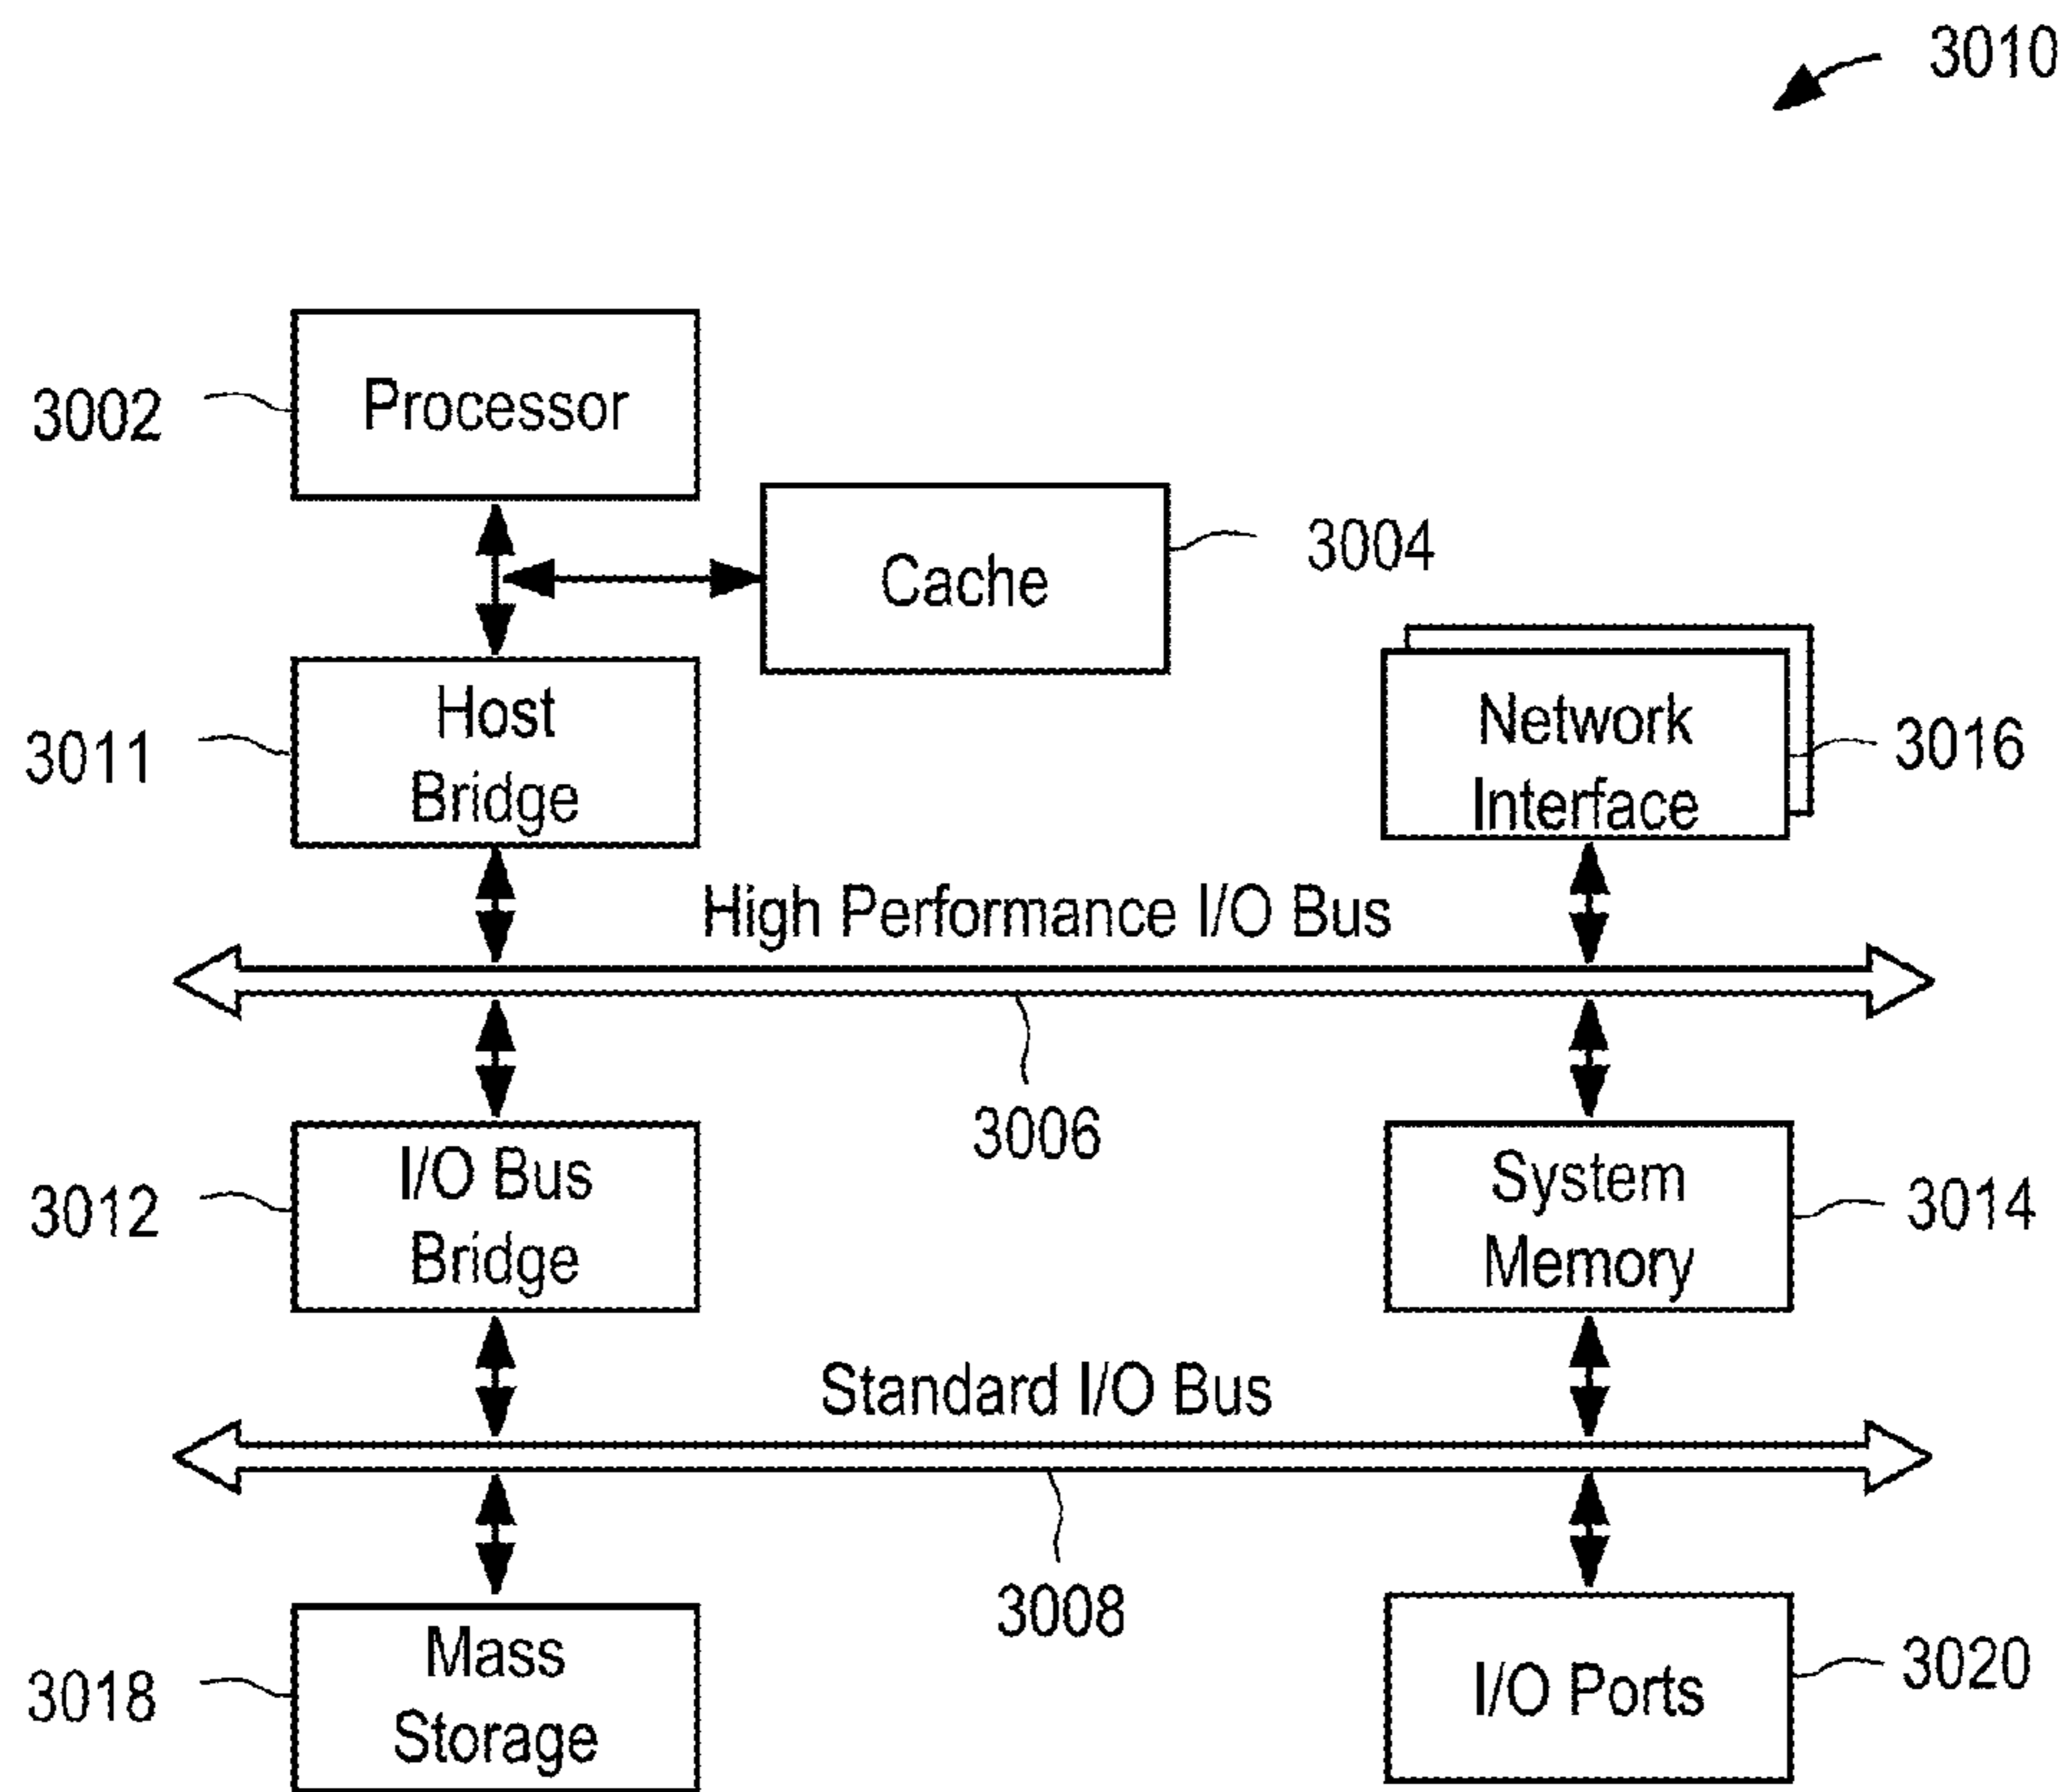 3010
Processor
3002
Cache
3004
Host
Bridge
3011
Network
Interface
3016
High Performance I/O Bus
3006
I/O Bus
Bridge
3012
System
Memory
3014
Standard I/O Bus
3008
Mass
Storage
3018
I/O Ports
3020